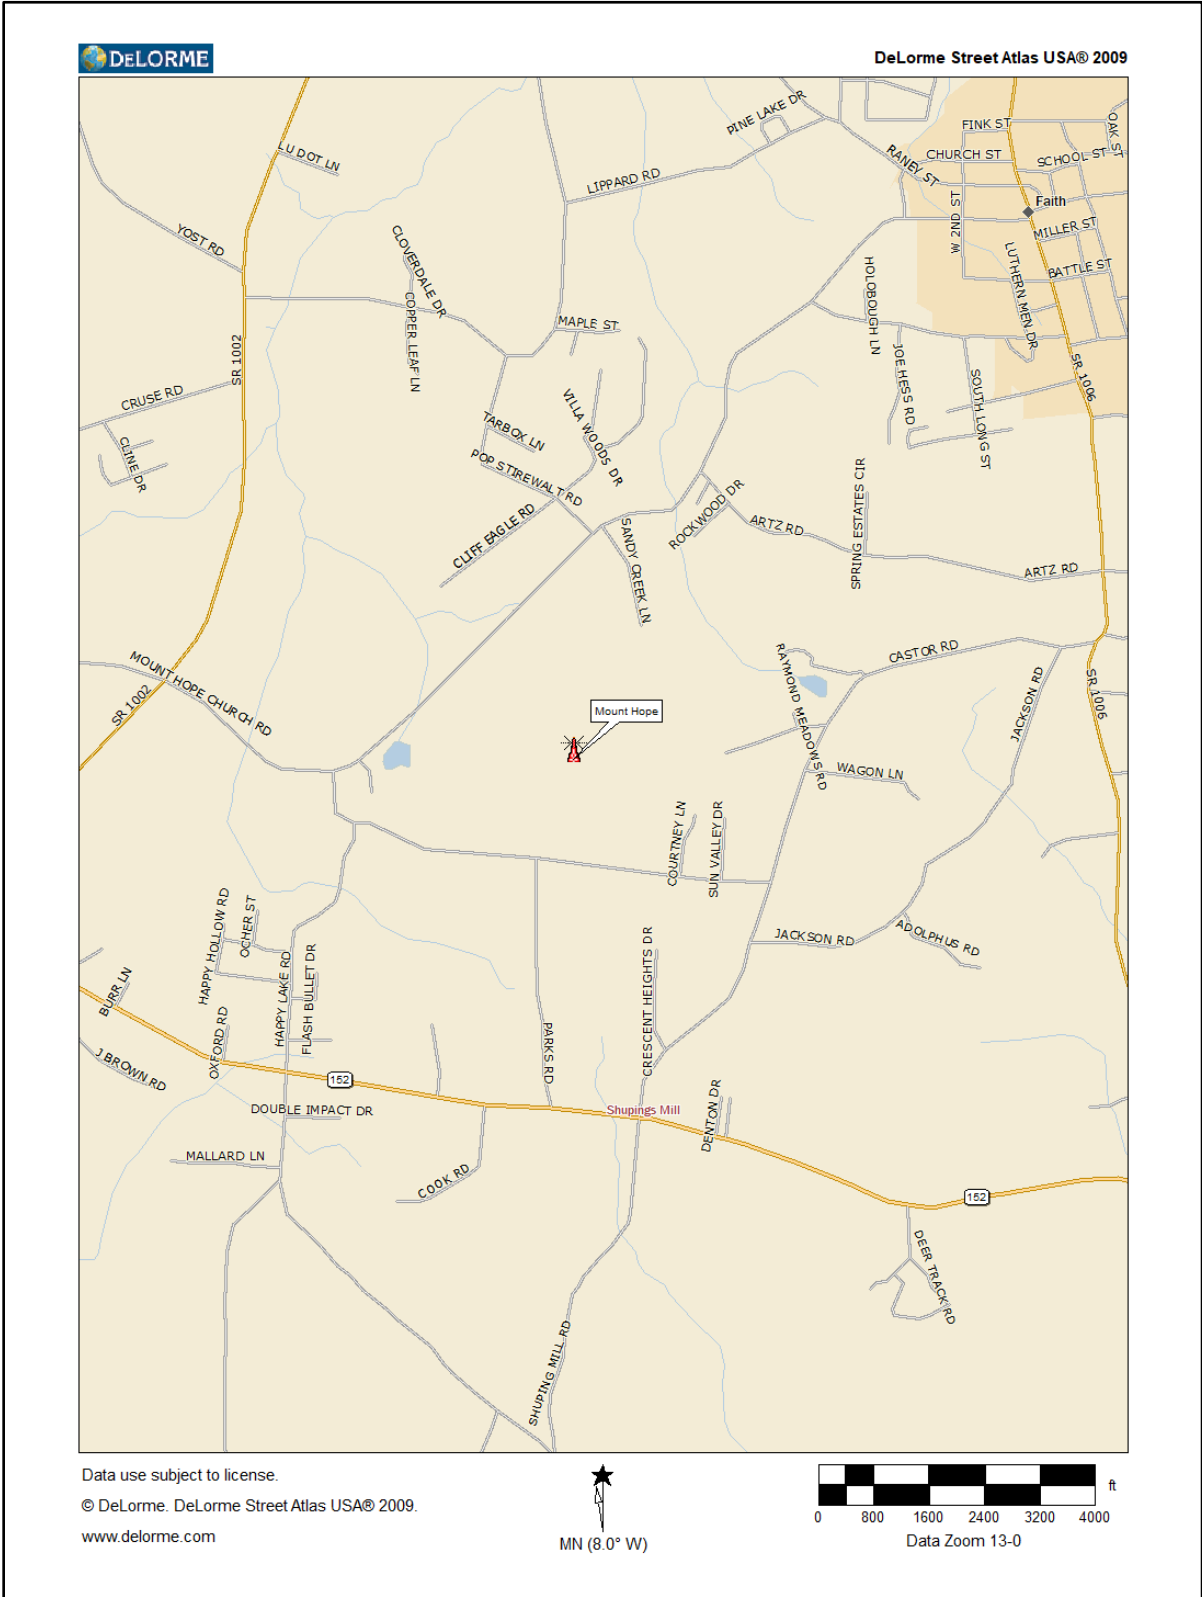 DELORME
DeLorme Street Atlas USA® 2009
PINE LAKE DR
FINK ST
OAK ST
LU DOT LN
RANEY ST
CHURCH ST
SCHOOL ST
LIPPARD RD
W 2ND ST
Faith
YOST RD
CLOVERDALE DR
MILLER ST
LUTHERN MEN DR
BATTLE ST
HOLOBOUGH LN
COPPER LEAF LN
MAPLE ST
SR 1002
JOE HESS RD
SR 1006
CRUSE RD
SOUTH LONG ST
VILLA WOODS DR
TARBOX LN
CLINE DR
POP STIREWALT RD
SPRING ESTATES CIR
ROCKWOOD DR
CLIFF EAGLE RD
SANDY CREEK LN
ARTZ RD
ARTZ RD
CASTOR RD
RAYMOND MEADOWS RD
MOUNT HOPE CHURCH RD
SR 1002
JACKSON RD
SR 1006
Mount Hope
WAGON LN
COURTNEY LN
SUN VALLEY DR
HAPPY HOLLOW RD
OCHER ST
CRESCENT HEIGHTS DR
JACKSON RD
ADOLPHUS RD
BURR LN
HAPPY LAKE RD
FLASH BULLET DR
OXFORD RD
PARKS RD
J BROWN RD
152
DENTON DR
DOUBLE IMPACT DR
Shupings Mill
MALLARD LN
COOK RD
152
DEER TRACK RD
SHUPING MILL RD
Data use subject to license.
© DeLorme. DeLorme Street Atlas USA® 2009.
www.delorme.com
MN (8.0° W)
ft
0 800 1600 2400 3200 4000
Data Zoom 13-0